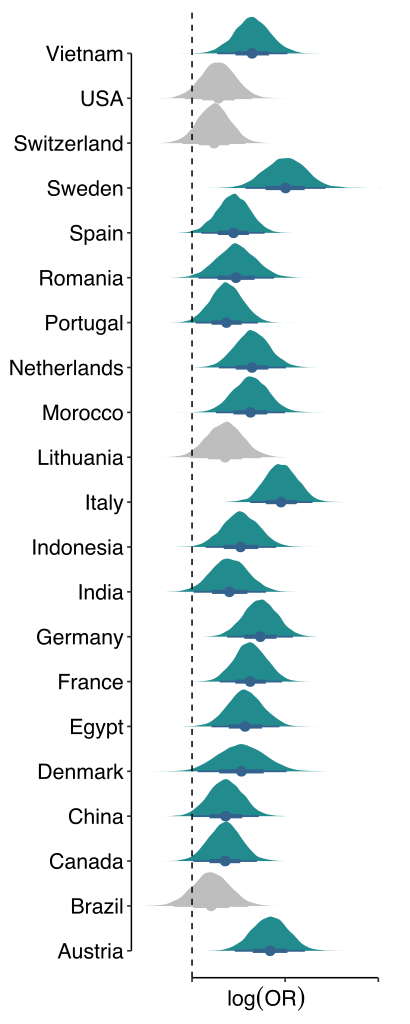 Vietnam
USA
Switzerland
Sweden
Spain
Romania
Portugal
Netherlands
Morocco
Lithuania
Italy
Indonesia
India
Germany
France
Egypt
Denmark
China
Canada
Brazil
Austria
log(OR)